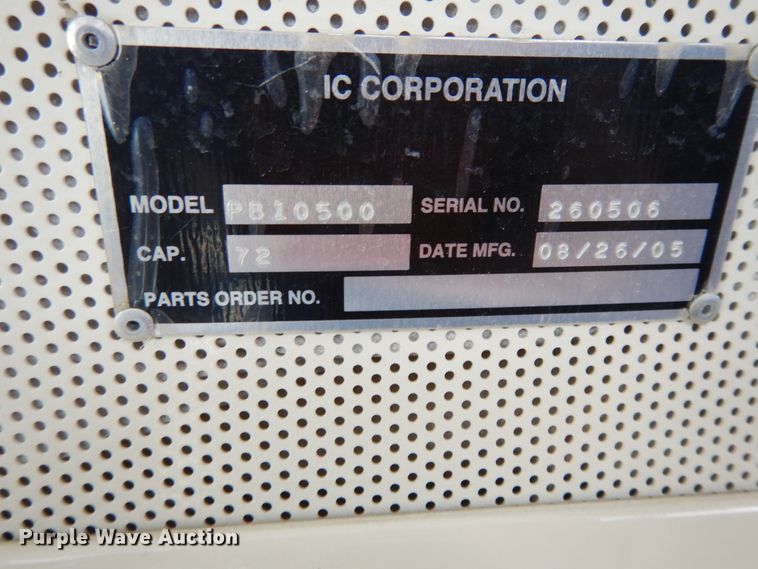 IC CORPORATION
MODEL PB10500 SERIAL NO. 260506
CAP. 72 DATE MFG. 08/26/05
PARTS ORDER NO.
Purple Wave Auction